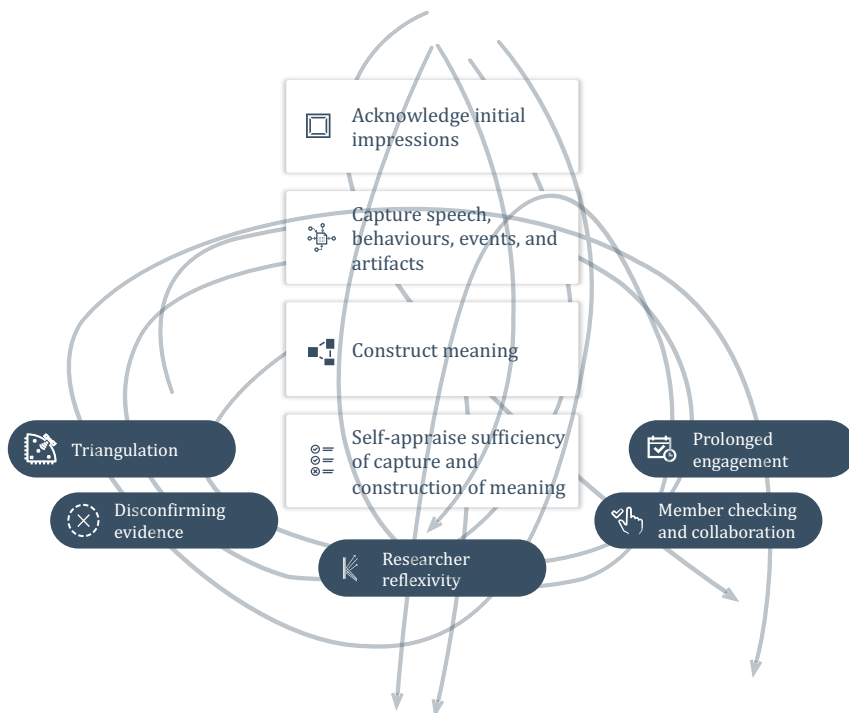 Acknowledge initial
impressions
Capture speech,
behaviours, events, and
artifacts
Construct meaning
Self-appraise sufficiency
of capture and
construction of meaning
Triangulation
Prolonged
engagement
Disconfirming
evidence
Member checking
and collaboration
Researcher
reflexivity